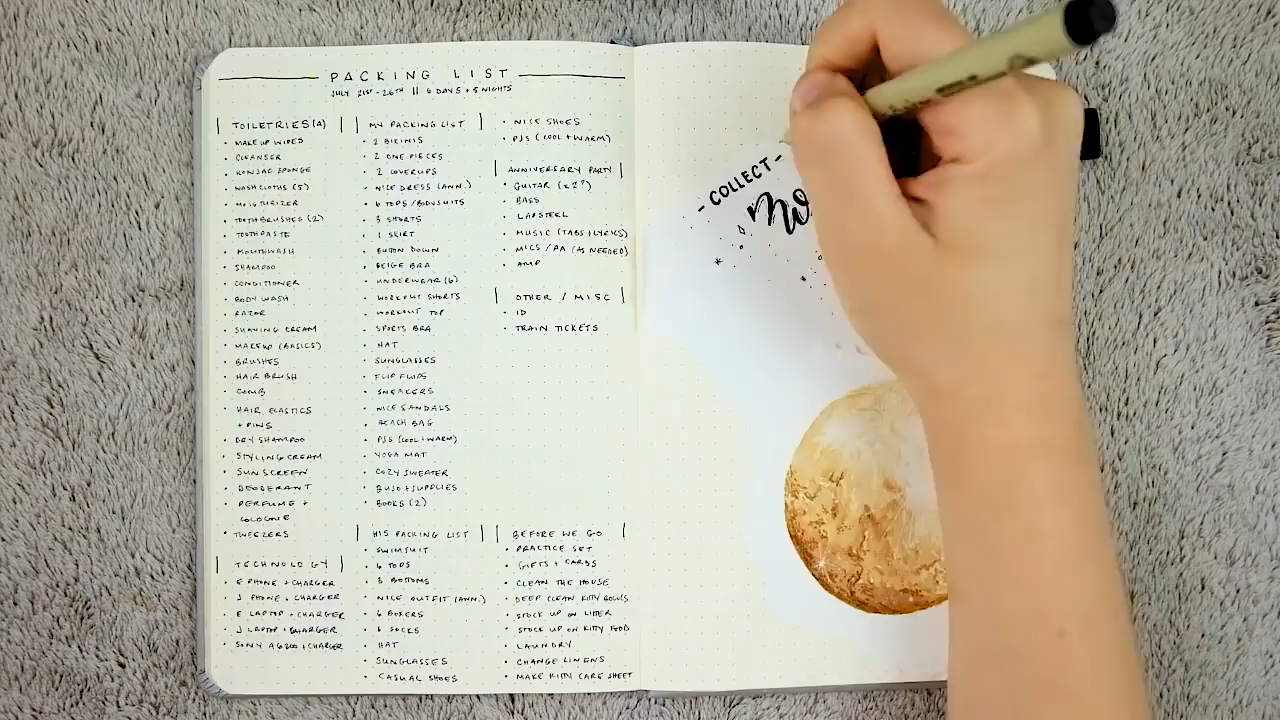 PACKING LIST
JULY 21ST - 26TH || 6 DAYS + 5 NIGHTS
TOILETRIES (A)
• MAKEUP WIPES
• CLEANSER
• KONJAC SPONGE
• WASHCLOTHS (5)
• MOISTURIZER
• TOOTHBRUSHES (2)
• TOOTHPASTE
• MOUTHWASH
• SHAMPOO
• CONDITIONER
• BODY WASH
• RAZOR
• SHAVING CREAM
• MAKEUP (BASICS)
• BRUSHES
• HAIR BRUSH
• COMB
• HAIR ELASTICS
+ PINS
• DRY SHAMPOO
• STYLING CREAM
• SUNSCREEN
• DEODERANT
• PERFUME +
COLOGNE
• TWEEZERS
TECHNOLOGY
• E PHONE + CHARGER
• J PHONE + CHARGER
• E LAPTOP + CHARGER
• J LAPTOP + CHARGER
• SONY A6200 + CHARGER
MY PACKING LIST
• 2 BIKINIS
• 2 ONE PIECES
• 2 COVERUPS
• NICE DRESS (ANN.)
• 6 TOPS / BODYSUITS
• 3 SHORTS
• 1 SKIRT
• BUTTON DOWN
• BEIGE BRA
• UNDERWEAR (6)
• WORKOUT SHORTS
• WORKOUT TOP
• SPORTS BRA
• HAT
• SUNGLASSES
• FLIP FLOPS
• SNEAKERS
• NICE SANDALS
• BEACH BAG
• PJS (COOL + WARM)
• YOGA MAT
• COZY SWEATER
• BUJO + SUPPLIES
• BOOKS (2)
HIS PACKING LIST
• SWIMSUIT
• 6 TOPS
• 3 BOTTOMS
• NICE OUTFIT (ANN.)
• 6 BOXERS
• 6 SOCKS
• HAT
• SUNGLASSES
• CASUAL SHOES
• NICE SHOES
• PJS (COOL + WARM)
ANNIVERSARY PARTY
• GUITAR (x2?)
• BASS
• LAPSTEEL
• MUSIC (TABS + LYRICS)
• MICS / PA (AS NEEDED)
• AMP
OTHER / MISC
• ID
• TRAIN TICKETS
BEFORE WE GO
• PRACTICE SET
• GIFTS + CARDS
• CLEAN THE HOUSE
• DEEP CLEAN KITTY BOWLS
• STOCK UP ON LITTER
• STOCK UP ON KITTY FOOD
• LAUNDRY
• CHANGE LINENS
• MAKE KITTY CARE SHEET
- COLLECT -